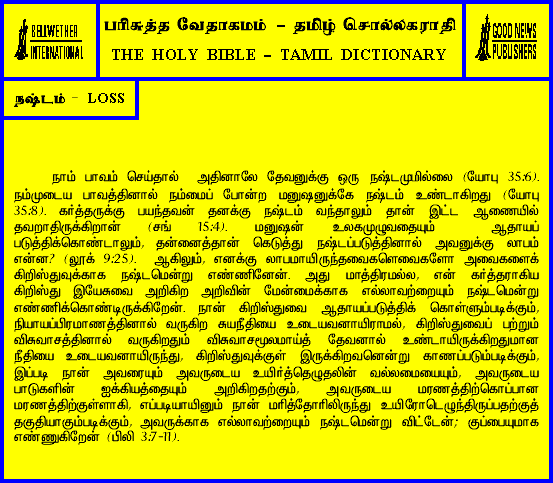 BELLWETHER
INTERNATIONAL
பரிசுத்த வேதாகமம் - தமிழ் சொல்லகராதி
THE HOLY BIBLE - TAMIL DICTIONARY
GOOD NEWS
PUBLISHERS
நஷ்டம் - LOSS
நாம் பாவம் செய்தால் அதினாலே தேவனுக்கு ஒரு நஷ்டமுமில்லை (யோபு 35:6).
நம்முடைய பாவத்தினால் நம்மைப் போன்ற மனுஷனுக்கே நஷ்டம் உண்டாகிறது (யோபு
35:8). கர்த்தருக்கு பயந்தவன் தனக்கு நஷ்டம் வந்தாலும் தான் இட்ட ஆணையில்
தவறாதிருக்கிறான் (சங் 15:4). மனுஷன் உலகமுழுவதையும் ஆதாயப்
படுத்திக்கொண்டாலும், தன்னைத்தான் கெடுத்து நஷ்டப்படுத்தினால் அவனுக்கு லாபம்
என்ன? (லூக் 9:25). ஆகிலும், எனக்கு லாபமாயிருந்தவைகளெவைகளோ அவைகளைக்
கிறிஸ்துவுக்காக நஷ்டமென்று எண்ணினேன். அது மாத்திரமல்ல, என் கர்த்தராகிய
கிறிஸ்து இயேசுவை அறிகிற அறிவின் மேன்மைக்காக எல்லாவற்றையும் நஷ்டமென்று
எண்ணிக்கொண்டிருக்கிறேன். நான் கிறிஸ்துவை ஆதாயப்படுத்திக் கொள்ளும்படிக்கும்,
நியாயப்பிரமாணத்தினால் வருகிற சுயநீதியை உடையவனாயிராமல், கிறிஸ்துவைப் பற்றும்
விசுவாசத்தினால் வருகிறதும் விசுவாசமூலமாய்த் தேவனால் உண்டாயிருக்கிறதுமான
நீதியை உடையவனாயிருந்து, கிறிஸ்துவுக்குள் இருக்கிறவனென்று காணப்படும்படிக்கும்,
இப்படி நான் அவரையும் அவருடைய உயிர்த்தெழுதலின் வல்லமையையும், அவருடைய
பாடுகளின் ஐக்கியத்தையும் அறிகிறதற்கும், அவருடைய மரணத்திற்கொப்பான
மரணத்திற்குள்ளாகி, எப்படியாயினும் நான் மரித்தோரிலிருந்து உயிரோடெழுந்திருப்பதற்குத்
தகுதியாகும்படிக்கும், அவருக்காக எல்லாவற்றையும் நஷ்டமென்று விட்டேன்; குப்பையுமாக
எண்ணுகிறேன் (பிலி 3:7-11).